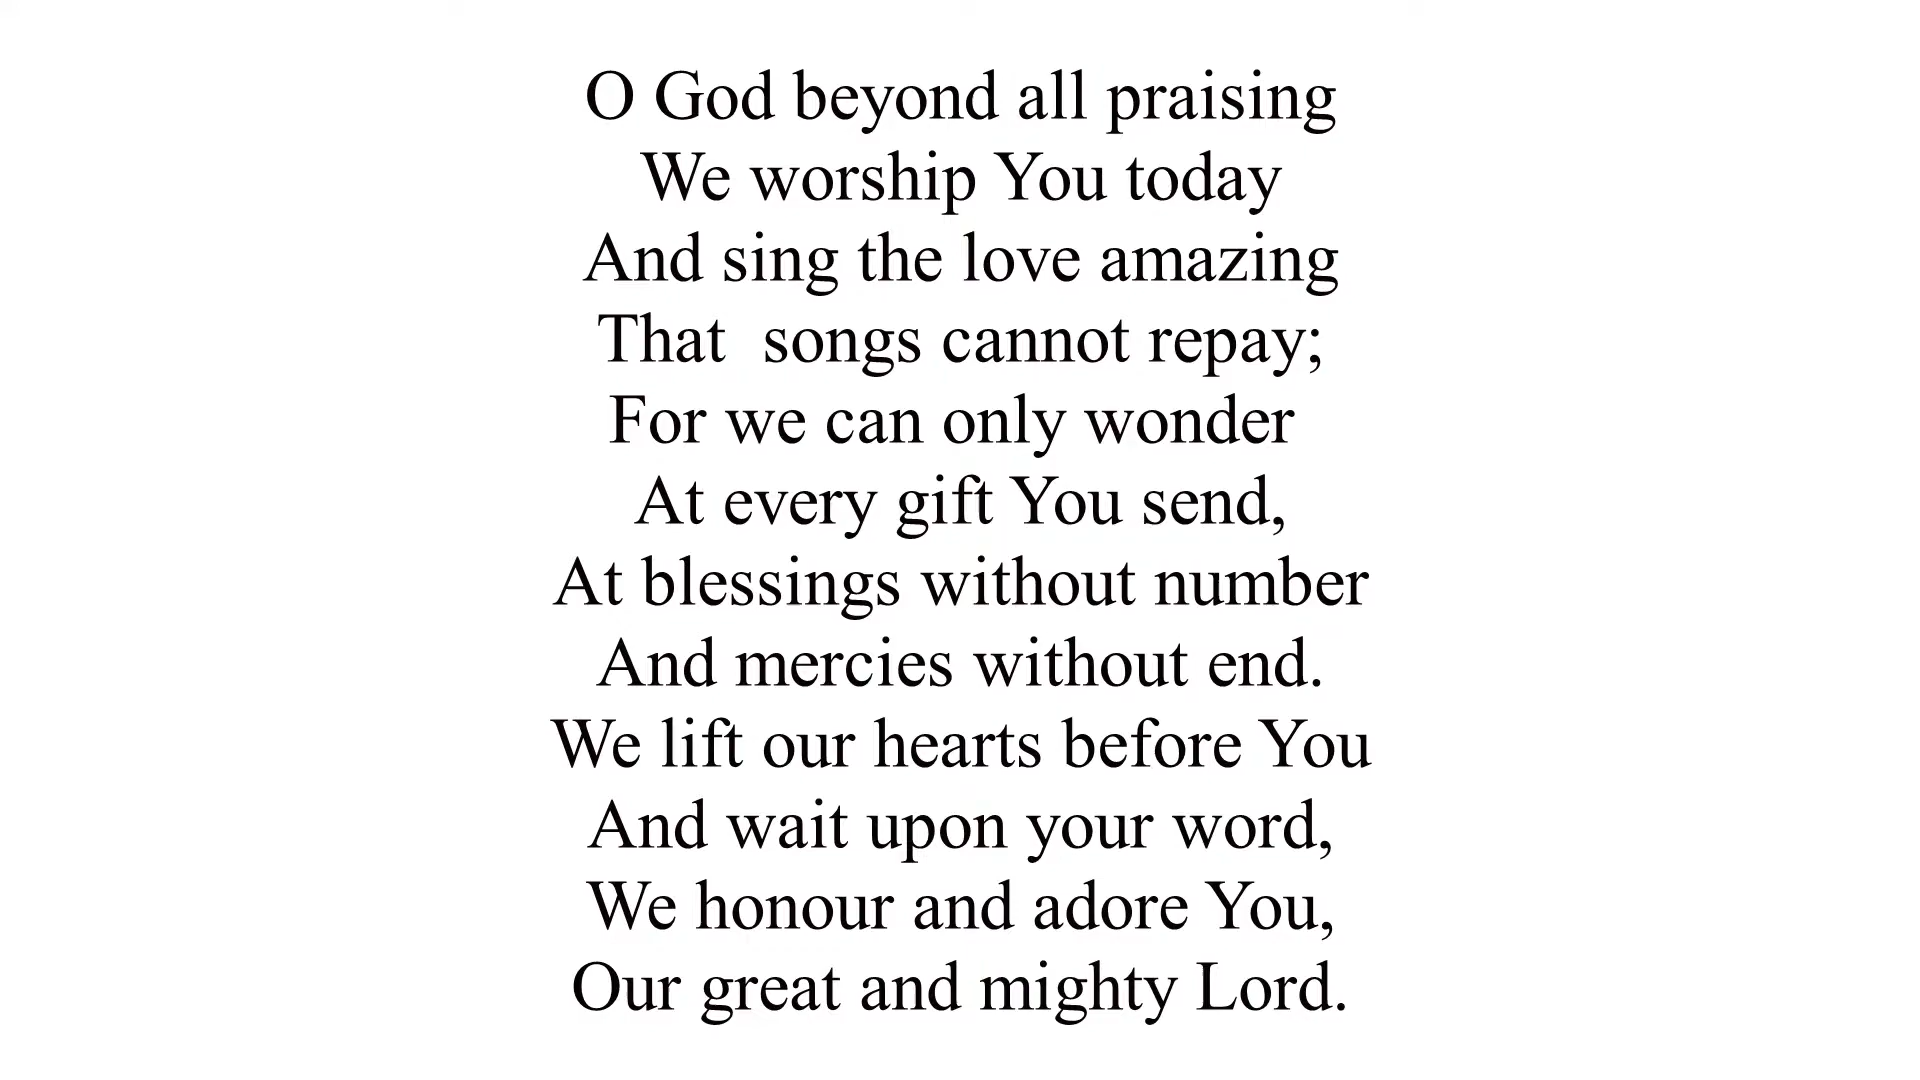 O God beyond all praising
We worship You today
And sing the love amazing
That  songs cannot repay;
For we can only wonder
At every gift You send,
At blessings without number
And mercies without end.
We lift our hearts before You
And wait upon your word,
We honour and adore You,
Our great and mighty Lord.